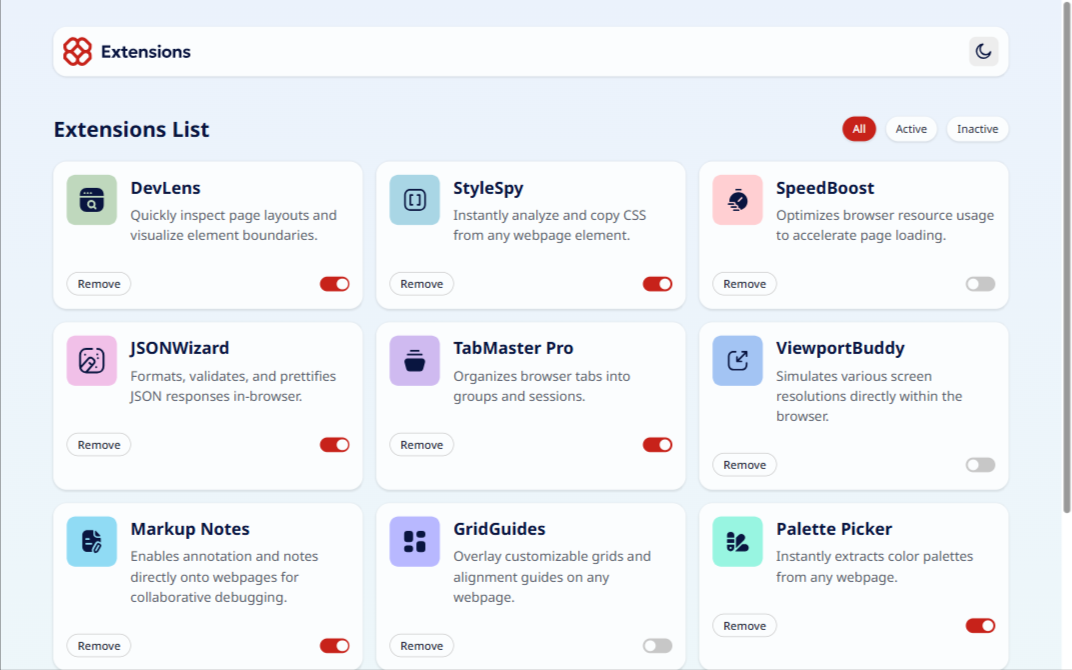 Extensions
Extensions List
All
Active
Inactive
DevLens
Quickly inspect page layouts and
visualize element boundaries.
Remove
StyleSpy
Instantly analyze and copy CSS
from any webpage element.
Remove
SpeedBoost
Optimizes browser resource usage
to accelerate page loading.
Remove
JSONWizard
Formats, validates, and prettifies
JSON responses in-browser.
Remove
TabMaster Pro
Organizes browser tabs into
groups and sessions.
Remove
ViewportBuddy
Simulates various screen
resolutions directly within the
browser.
Remove
Markup Notes
Enables annotation and notes
directly onto webpages for
collaborative debugging.
Remove
GridGuides
Overlay customizable grids and
alignment guides on any
webpage.
Remove
Palette Picker
Instantly extracts color palettes
from any webpage.
Remove